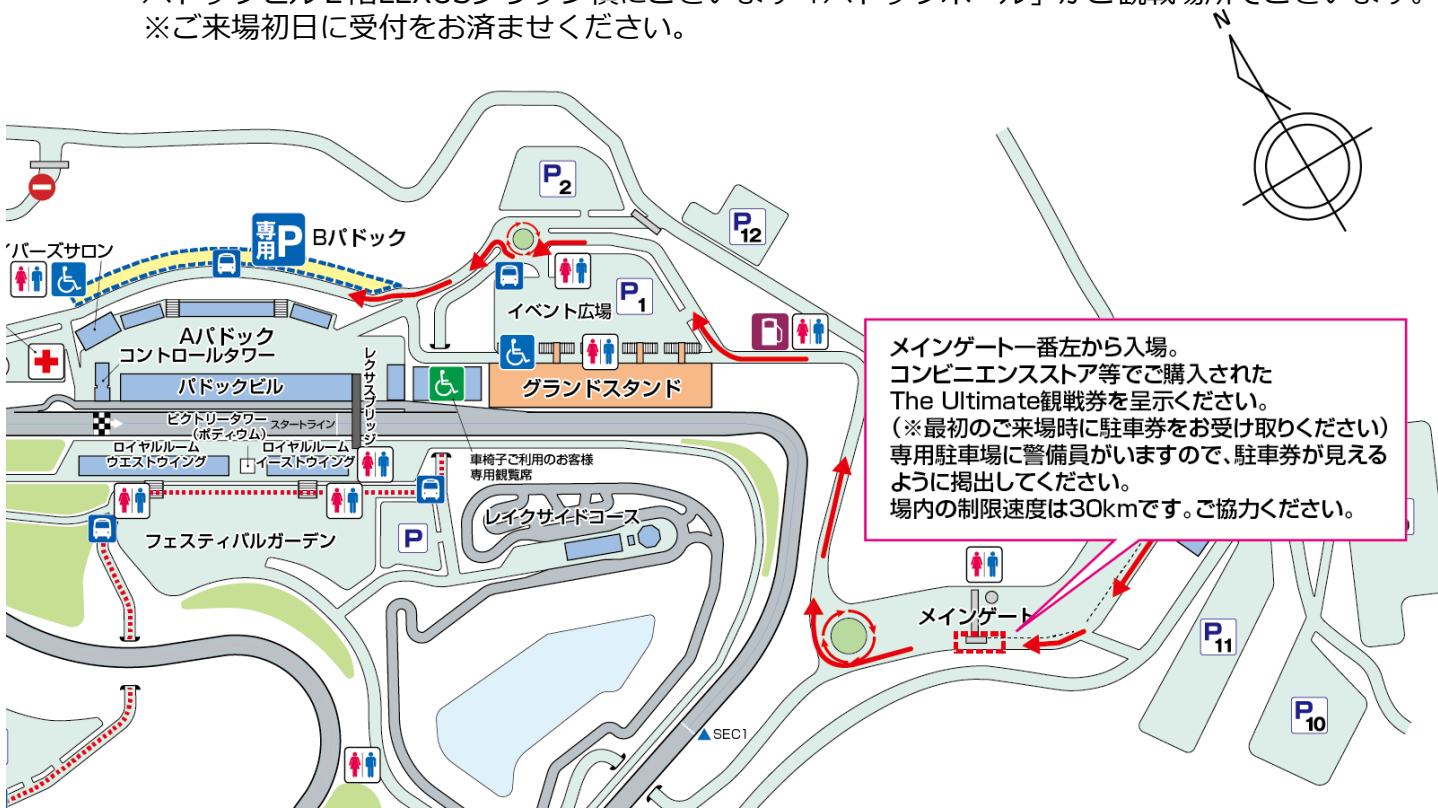 ※ご来場初日に受付をお済ませください。
N
P2
P12
専用P Bパドック
イバーズサロン
P1
イベント広場
Aパドック
コントロールタワー
パドックビル
レクサスブリッジ
グランドスタンド
メインゲート一番左から入場。
コンビニエンスストア等でご購入された
The Ultimate観戦券を呈示ください。
（※最初のご来場時に駐車券をお受け取りください）
専用駐車場に警備員がいますので、駐車券が見える
ように掲出してください。
場内の制限速度は30kmです。ご協力ください。
ビクトリータワー
（ポディウム）
スタートライン
ロイヤルルーム
ウエストウイング
ロイヤルルーム
イーストウイング
車椅子ご利用のお客様
専用観覧席
レイクサイドコース
フェスティバルガーデン
P
メインゲート
P11
P10
SEC1